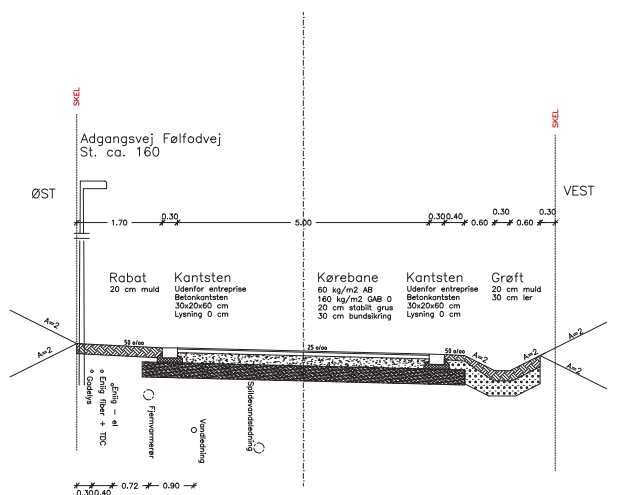 SKEL
SKEL
Adgangsvej Følfodvej
St. ca. 160
ØST
VEST
1.70
0.30
5.00
0.30
0.40
0.60
0.30
0.60
0.30
Rabat
20 cm muld
Kantsten
Udenfor entreprise
Betonkantsten
30x20x60 cm
Lysning 0 cm
Kørebane
60 kg/m2 AB
160 kg/m2 GAB 0
20 cm stabilt grus
30 cm bundsikring
Kantsten
Udenfor entreprise
Betonkantsten
30x20x60 cm
Lysning 0 cm
Grøft
20 cm muld
30 cm ler
A=2
A=2
50 o/oo
25 o/oo
50 o/oo
A=2
A=2
A=2
A=2
Gadelys
Enlig fiber + TDC
Enlig - el
Fjernvarmerør
Vandledning
Spildevandsledning
0.30
0.40
0.72
0.90